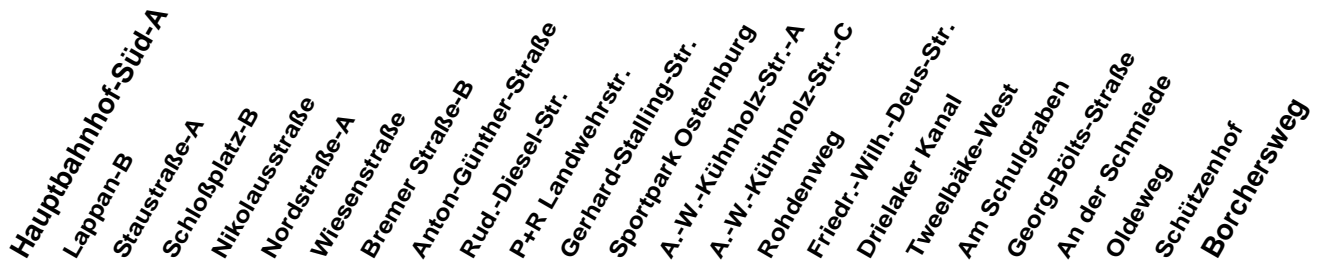 Hauptbahnhof-Süd-A
Lappan-B
Staustraße-A
Schloßplatz-B
Nikolausstraße
Nordstraße-A
Wiesenstraße
Bremer Straße-B
Anton-Günther-Straße
Rud.-Diesel-Str.
P+R Landwehrstr.
Gerhard-Stalling-Str.
Sportpark Osternburg
A.-W.-Kühnholz-Str.-A
A.-W.-Kühnholz-Str.-C
Rohdenweg
Friedr.-Wilh.-Deus-Str.
Drielaker Kanal
Tweelbäke-West
Am Schulgraben
Georg-Bölts-Straße
An der Schmiede
Oldeweg
Schützenhof
Borchersweg